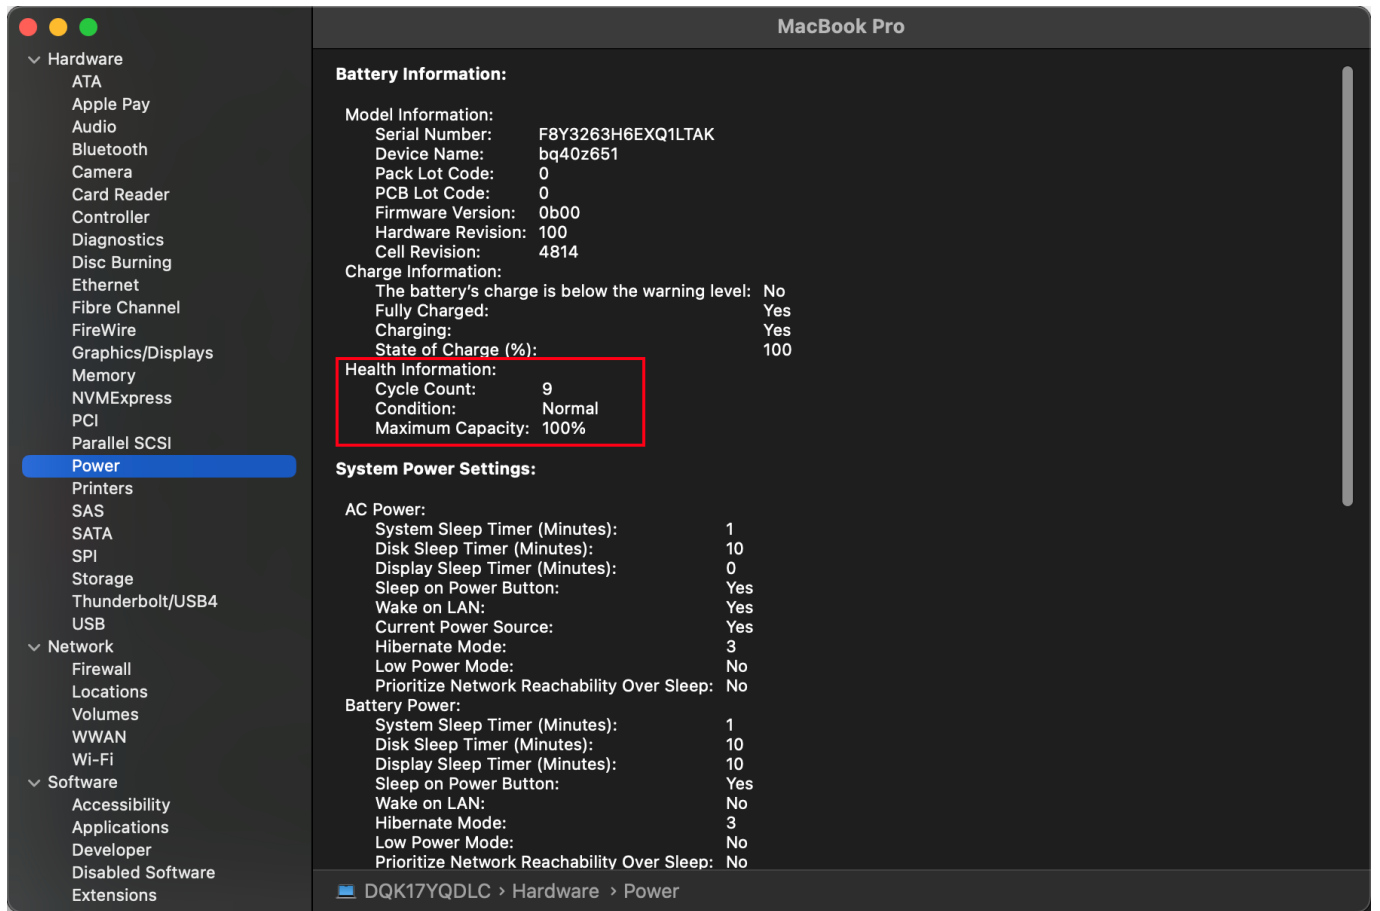 MacBook Pro
Hardware
ATA
Apple Pay
Audio
Bluetooth
Camera
Card Reader
Controller
Diagnostics
Disc Burning
Ethernet
Fibre Channel
FireWire
Graphics/Displays
Memory
NVMExpress
PCI
Parallel SCSI
Power
Printers
SAS
SATA
SPI
Storage
Thunderbolt/USB4
USB
Network
Firewall
Locations
Volumes
WWAN
Wi-Fi
Software
Accessibility
Applications
Developer
Disabled Software
Extensions
Battery Information:
Model Information:
Serial Number: F8Y3263H6EXQ1LTAK
Device Name: bq40z651
Pack Lot Code: 0
PCB Lot Code: 0
Firmware Version: 0b00
Hardware Revision: 100
Cell Revision: 4814
Charge Information:
The battery's charge is below the warning level: No
Fully Charged: Yes
Charging: Yes
State of Charge (%): 100
Health Information:
Cycle Count: 9
Condition: Normal
Maximum Capacity: 100%
System Power Settings:
AC Power:
System Sleep Timer (Minutes): 1
Disk Sleep Timer (Minutes): 10
Display Sleep Timer (Minutes): 0
Sleep on Power Button: Yes
Wake on LAN: Yes
Current Power Source: Yes
Hibernate Mode: 3
Low Power Mode: No
Prioritize Network Reachability Over Sleep: No
Battery Power:
System Sleep Timer (Minutes): 1
Disk Sleep Timer (Minutes): 10
Display Sleep Timer (Minutes): 10
Sleep on Power Button: Yes
Wake on LAN: No
Hibernate Mode: 3
Low Power Mode: No
Prioritize Network Reachability Over Sleep: No
DQK17YQDLC › Hardware › Power